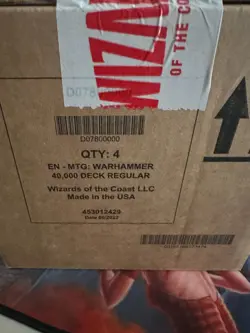 WIZA
OF THE CO
D07800000
QTY: 4
EN - MTG: WARHAMMER
40,000 DECK REGULAR
Wizards of the Coast LLC
Made in the USA
453012429